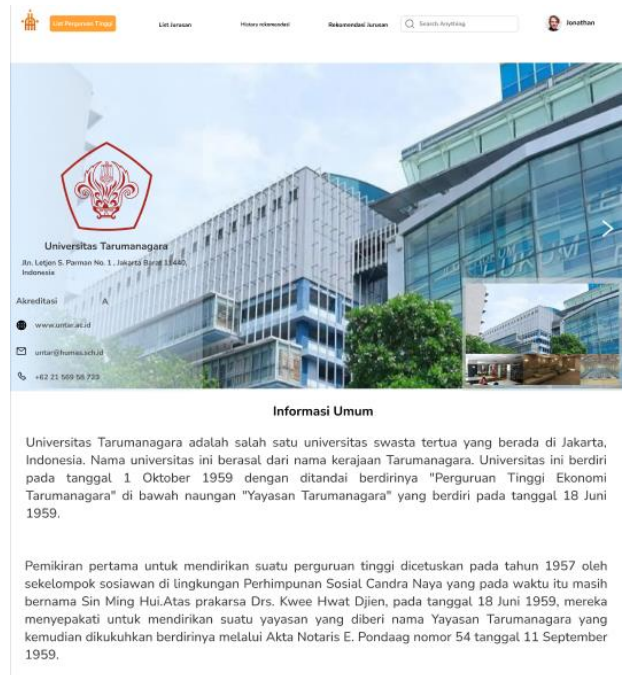 List Perguruan Tinggi
List Jurusan
History rekomendasi
Rekomendasi Jurusan
Search Anything
Jonathan
Universitas Tarumanagara
Jln. Letjen S. Parman No. 1 , Jakarta Barat 11440,
Indonesia
Akreditasi A
www.untar.ac.id
untar@humas.sch.id
+62 21 569 58 723
UKUM
Informasi Umum
Universitas Tarumanagara adalah salah satu universitas swasta tertua yang berada di Jakarta,
Indonesia. Nama universitas ini berasal dari nama kerajaan Tarumanagara. Universitas ini berdiri
pada tanggal 1 Oktober 1959 dengan ditandai berdirinya "Perguruan Tinggi Ekonomi
Tarumanagara" di bawah naungan "Yayasan Tarumanagara" yang berdiri pada tanggal 18 Juni
1959.
Pemikiran pertama untuk mendirikan suatu perguruan tinggi dicetuskan pada tahun 1957 oleh
sekelompok sosiawan di lingkungan Perhimpunan Sosial Candra Naya yang pada waktu itu masih
bernama Sin Ming Hui.Atas prakarsa Drs. Kwee Hwat Djien, pada tanggal 18 Juni 1959, mereka
menyepakati untuk mendirikan suatu yayasan yang diberi nama Yayasan Tarumanagara yang
kemudian dikukuhkan berdirinya melalui Akta Notaris E. Pondaag nomor 54 tanggal 11 September
1959.